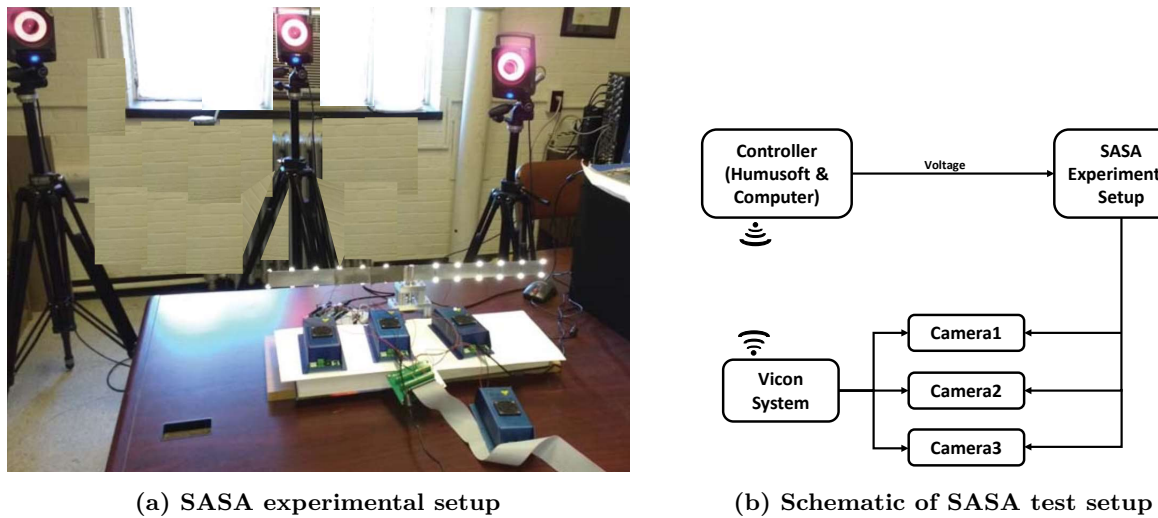 Controller
(Humusoft &
Computer)
Voltage
SASA
Experiment
Setup
Vicon
System
Camera1
Camera2
Camera3
(a) SASA experimental setup
(b) Schematic of SASA test setup